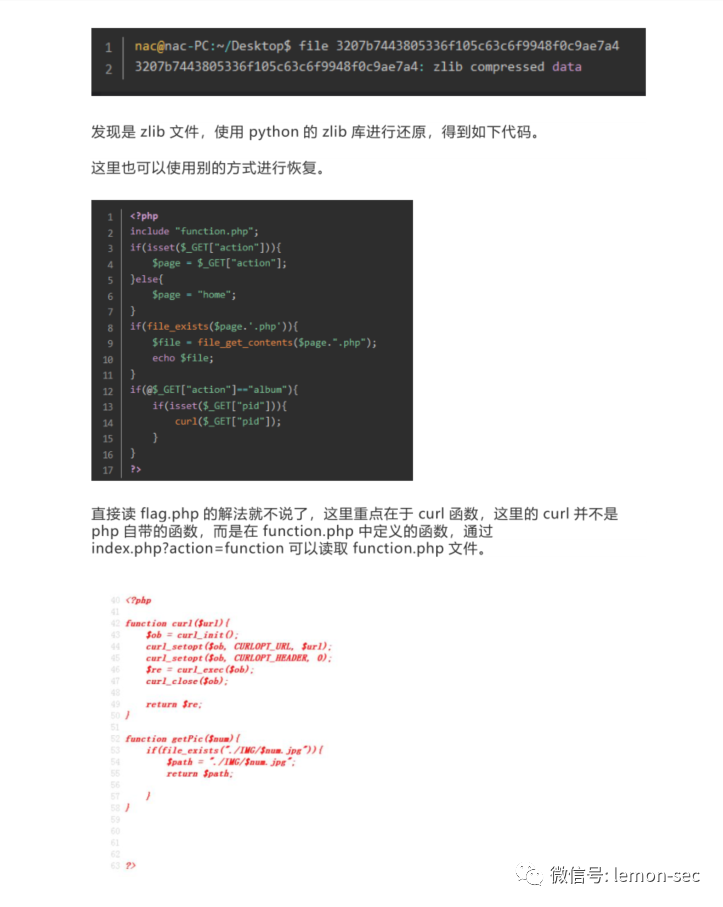 1 nac@nac-PC:~/Desktop$ file 3207b7443805336f105c63c6f9948f0c9ae7a4
2 3207b7443805336f105c63c6f9948f0c9ae7a4: zlib compressed data
发现是 zlib 文件，使用 python 的 zlib 库进行还原，得到如下代码。
这里也可以使用别的方式进行恢复。
1 <?php
2 include "function.php";
3 if(isset($_GET["action"])){
4 $page = $_GET["action"];
5 }else{
6 $page = "home";
7 }
8 if(file_exists($page.'.php')){
9 $file = file_get_contents($page.".php");
10 echo $file;
11 }
12 if(@$_GET["action"]=="album"){
13 if(isset($_GET["pid"])){
14 curl($_GET["pid"]);
15 }
16 }
17 ?>
直接读 flag.php 的解法就不说了，这里重点在于 curl 函数，这里的 curl 并不是
php 自带的函数，而是在 function.php 中定义的函数，通过
index.php?action=function 可以读取 function.php 文件。
40 <?php
41
42 function curl($url){
43 $ob = curl_init();
44 curl_setopt($ob, CURLOPT_URL, $url);
45 curl_setopt($ob, CURLOPT_HEADER, 0);
46 $re = curl_exec($ob);
47 curl_close($ob);
48
49 return $re;
50 }
51
52 function getPic($num){
53 if(file_exists("./IMG/$num.jpg")){
54 $path = "./IMG/$num.jpg";
55 return $path;
56
57 }
58 }
59
60
61
62
63 ?>
微信号: lemon-sec